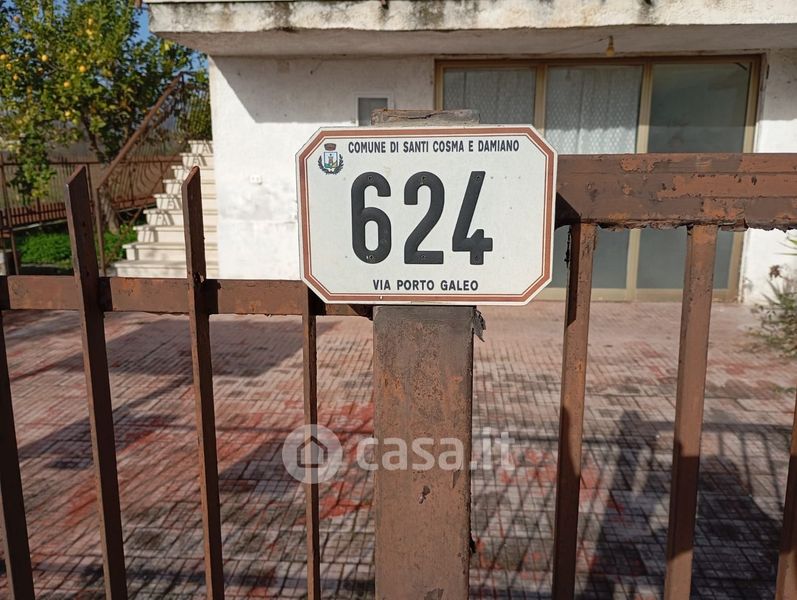 COMUNE DI SANTI COSMA E DAMIANO
624
VIA PORTO GALEO
casa.it